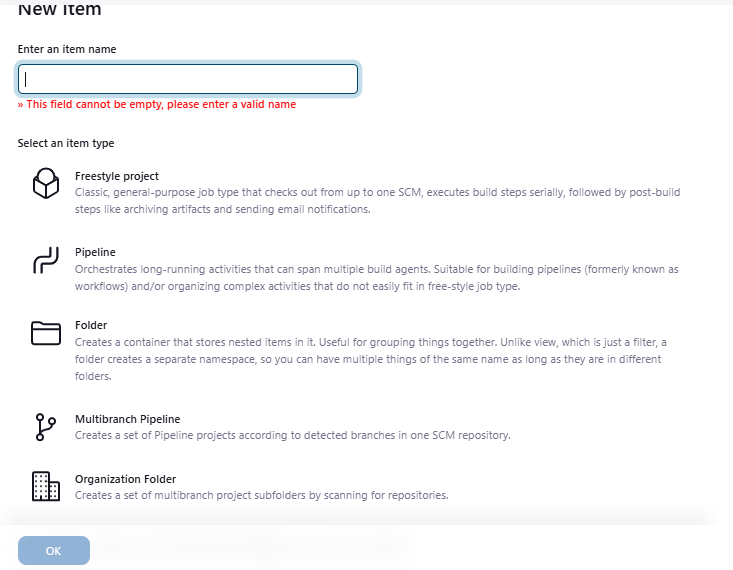 New Item
Enter an item name
» This field cannot be empty, please enter a valid name
Select an item type
Freestyle project
Classic, general-purpose job type that checks out from up to one SCM, executes build steps serially, followed by post-build
steps like archiving artifacts and sending email notifications.
Pipeline
Orchestrates long-running activities that can span multiple build agents. Suitable for building pipelines (formerly known as
workflows) and/or organizing complex activities that do not easily fit in free-style job type.
Folder
Creates a container that stores nested items in it. Useful for grouping things together. Unlike view, which is just a filter, a
folder creates a separate namespace, so you can have multiple things of the same name as long as they are in different
folders.
Multibranch Pipeline
Creates a set of Pipeline projects according to detected branches in one SCM repository.
Organization Folder
Creates a set of multibranch project subfolders by scanning for repositories.
OK